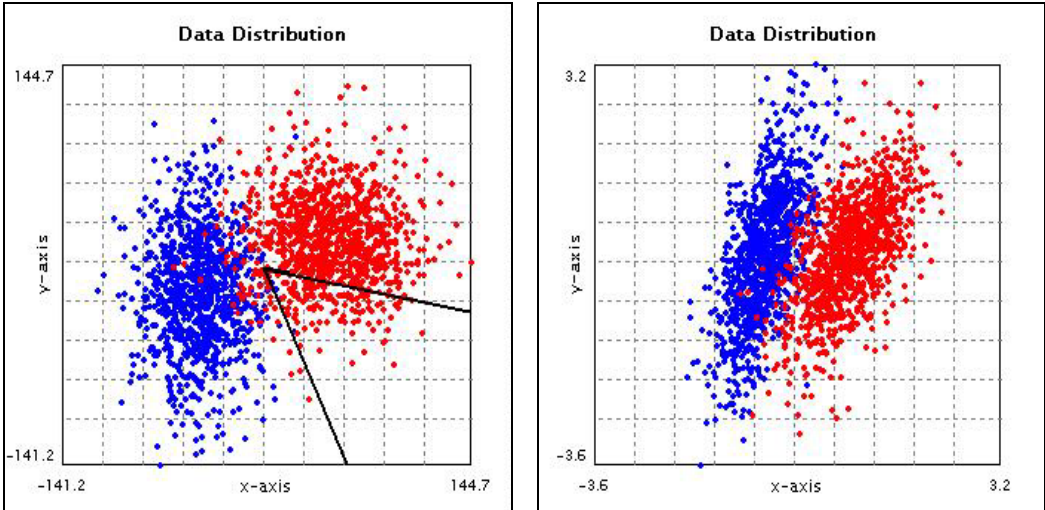 Data Distribution
144.7
y-axis
-141.2
-141.2
x-axis
144.7
Data Distribution
3.2
y-axis
-3.6
-3.6
x-axis
3.2